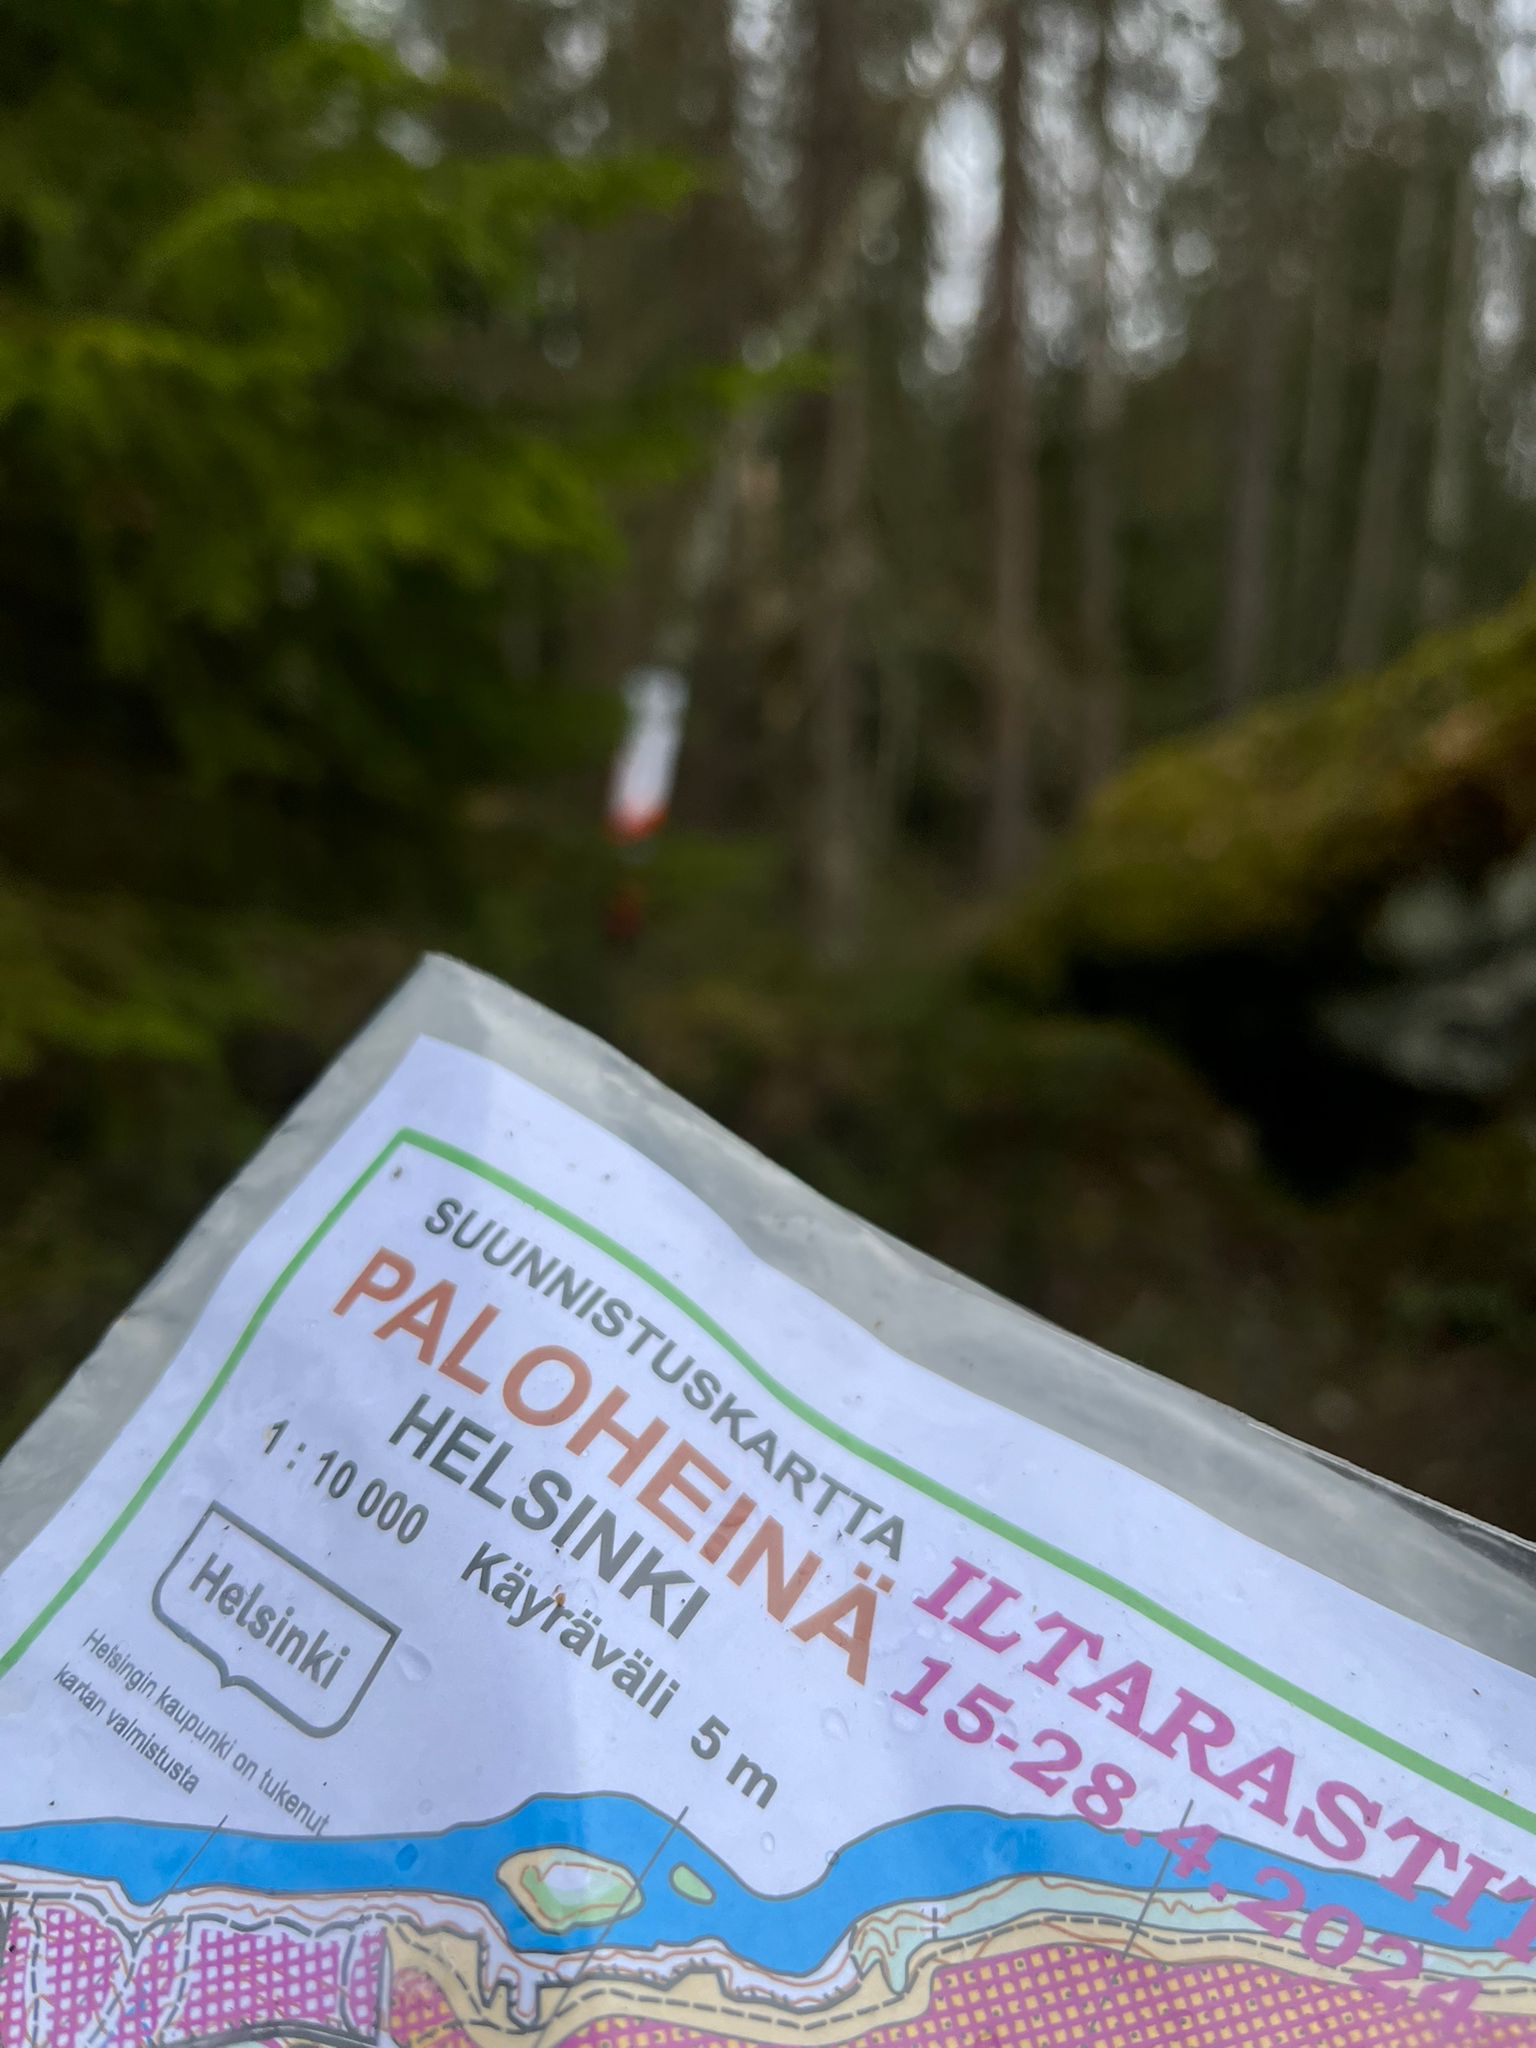 SUUNNISTUSKARTTA
PALOHEINÄ
HELSINKI
1 : 10 000 Käyräväli 5 m
Helsinki
Helsingin kaupunki on tukenut
kartan valmistusta
ILTARASTIT
15-28.4.2024